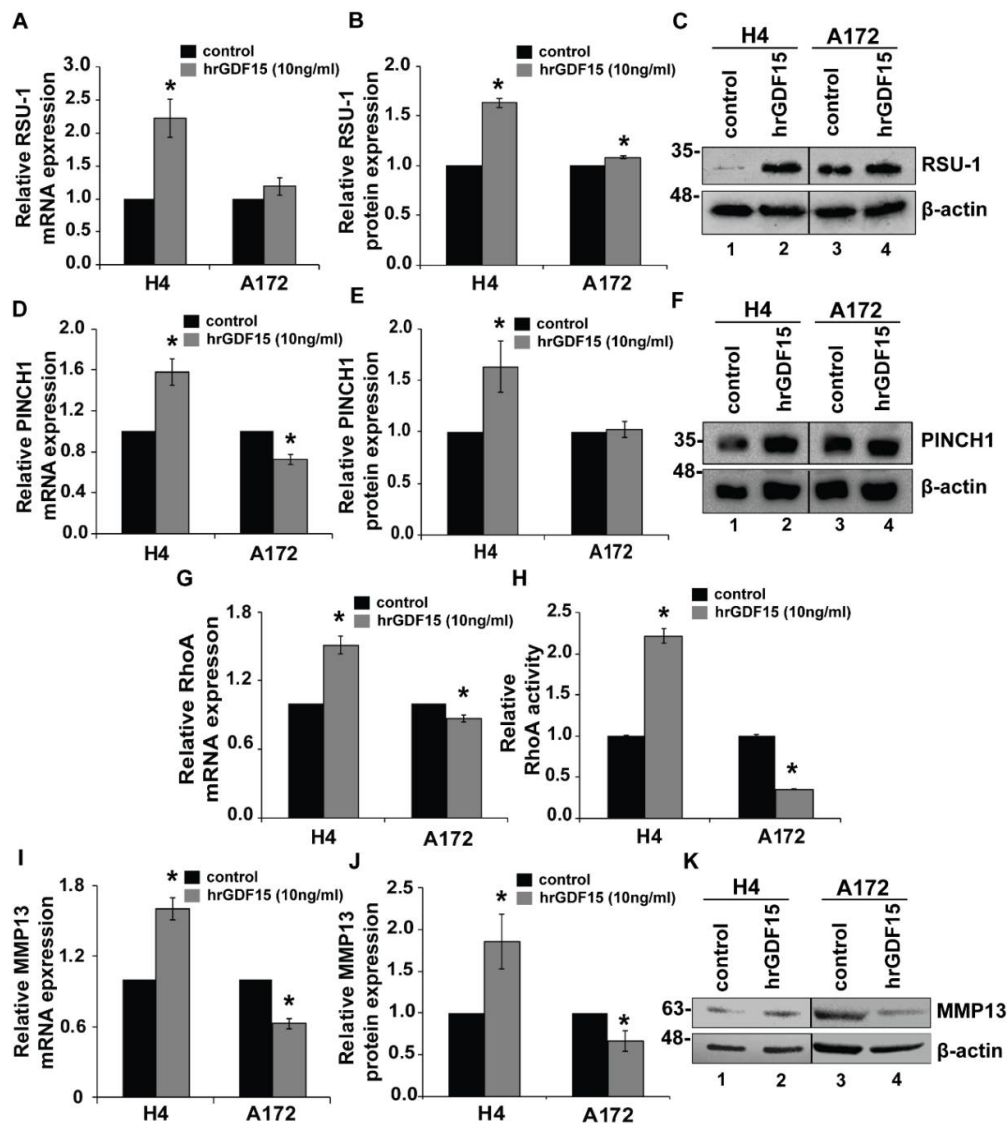 A
Relative RSU-1
mRNA epxression
3.0
2.5
2.0
1.5
1.0
0.5
0.0
control
hrGDF15 (10ng/ml)
*
H4
A172
B
Relative RSU-1
protein expression
2.0
1.5
1.0
0.5
0.0
control
hrGDF15 (10ng/ml)
*
*
H4
A172
C
H4
A172
control
hrGDF15
control
hrGDF15
35-
RSU-1
48-
β-actin
1 2 3 4
D
Relative PINCH1
mRNA expression
2.0
1.6
1.2
0.8
0.4
0.0
control
hrGDF15 (10ng/ml)
*
*
H4
A172
E
Relative PINCH1
protein expression
2.0
1.5
1.0
0.5
0.0
control
hrGDF15 (10ng/ml)
*
H4
A172
F
H4
A172
control
hrGDF15
control
hrGDF15
35-
PINCH1
48-
β-actin
1 2 3 4
G
Relative RhoA
mRNA expresson
1.8
1.2
0.6
0.0
control
hrGDF15 (10ng/ml)
*
*
H4
A172
H
Relative
RhoA activity
2.5
2.0
1.5
1.0
0.5
0.0
control
hrGDF15 (10ng/ml)
*
*
H4
A172
I
Relative MMP13
mRNA epxression
1.8
1.2
0.6
0
control
hrGDF15 (10ng/ml)
*
*
H4
A172
J
Relative MMP13
protein expression
2.5
2.0
1.5
1.0
0.5
0.0
control
hrGDF15 (10ng/ml)
*
*
H4
A172
K
H4
A172
control
hrGDF15
control
hrGDF15
63-
MMP13
48-
β-actin
1 2 3 4